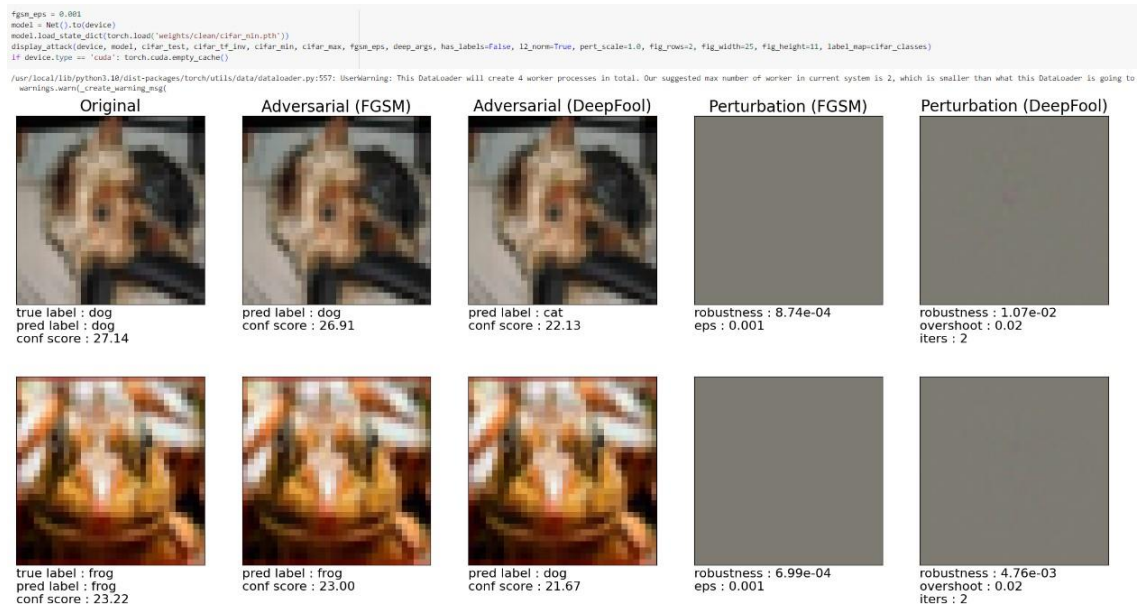 fgsm_eps = 0.001
model = Net().to(device)
model.load_state_dict(torch.load('weights/clean/cifar_nin.pth'))
display_attack(device, model, cifar_test, cifar_tf_inv, cifar_min, cifar_max, fgsm_eps, deep_args, has_labels=False, l2_norm=True, pert_scale=1.0, fig_rows=2, fig_width=25, fig_height=11, label_map=cifar_classes)
if device.type == 'cuda': torch.cuda.empty_cache()
/usr/local/lib/python3.10/dist-packages/torch/utils/data/dataloader.py:557: UserWarning: This DataLoader will create 4 worker processes in total. Our suggested max number of worker in current system is 2, which is smaller than what this DataLoader is going to
warnings.warn(_create_warning_msg(
Original Adversarial (FGSM) Adversarial (DeepFool) Perturbation (FGSM) Perturbation (DeepFool)
true label : dog pred label : dog pred label : cat robustness : 8.74e-04 robustness : 1.07e-02
pred label : dog conf score : 26.91 conf score : 22.13 eps : 0.001 overshoot : 0.02
conf score : 27.14 iters : 2
true label : frog pred label : frog pred label : dog robustness : 6.99e-04 robustness : 4.76e-03
pred label : frog conf score : 23.00 conf score : 21.67 eps : 0.001 overshoot : 0.02
conf score : 23.22 iters : 2